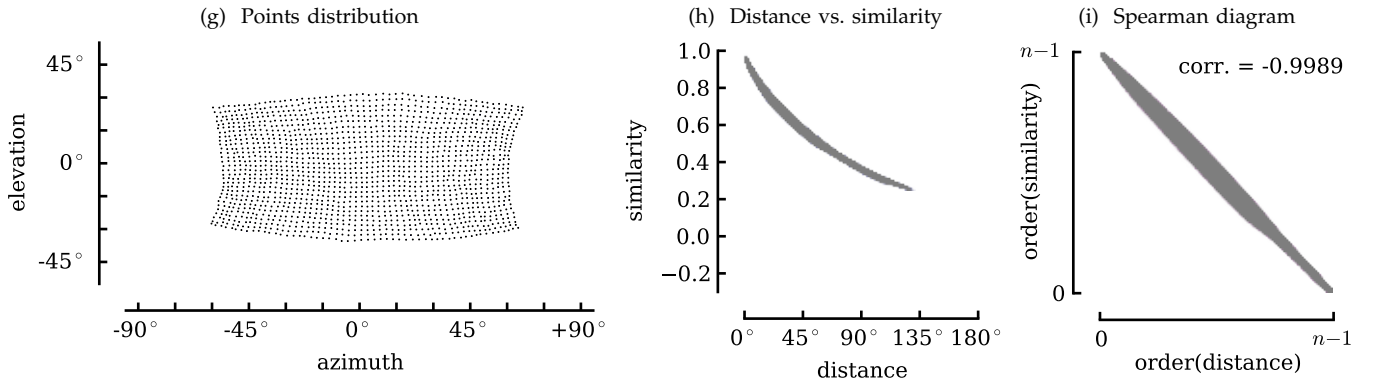 (g) Points distribution
45°
0°
-45°
elevation
-90°
-45°
0°
45°
+90°
azimuth
(h) Distance vs. similarity
1.0
0.8
0.6
0.4
0.2
0.0
−0.2
similarity
0°
45°
90°
135°
180°
distance
(i) Spearman diagram
n−1
corr. = -0.9989
0
order(similarity)
0
n−1
order(distance)